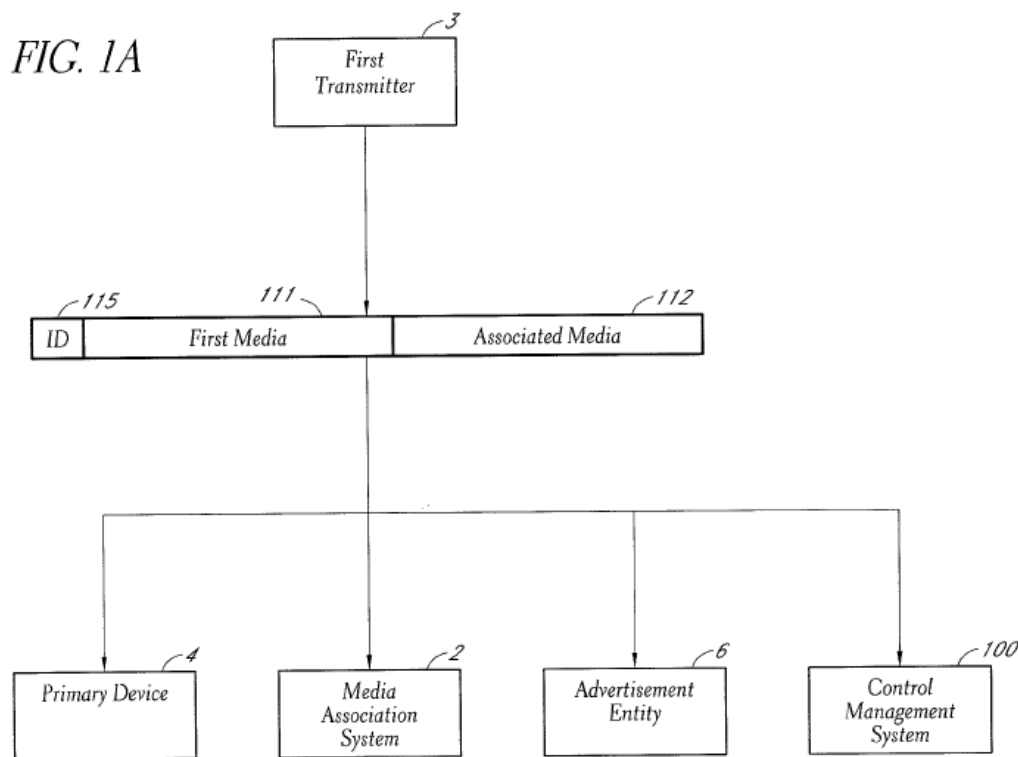 FIG. 1A
3
First
Transmitter
115
111
112
ID
First Media
Associated Media
4
2
6
100
Primary Device
Media
Association
System
Advertisement
Entity
Control
Management
System